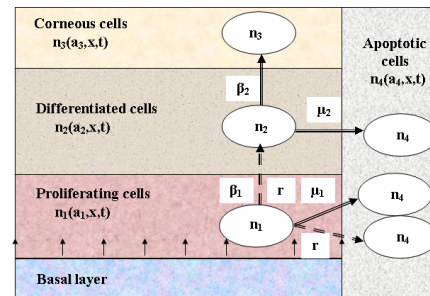 Corneous cells
n3(a3,x,t)
n3
Apoptotic
cells
n4(a4,x,t)
β2
Differentiated cells
n2(a2,x,t)
n2
μ2
n4
Proliferating cells
n1(a1,x,t)
β1 r μ1
n4
n1
n4
r
Basal layer